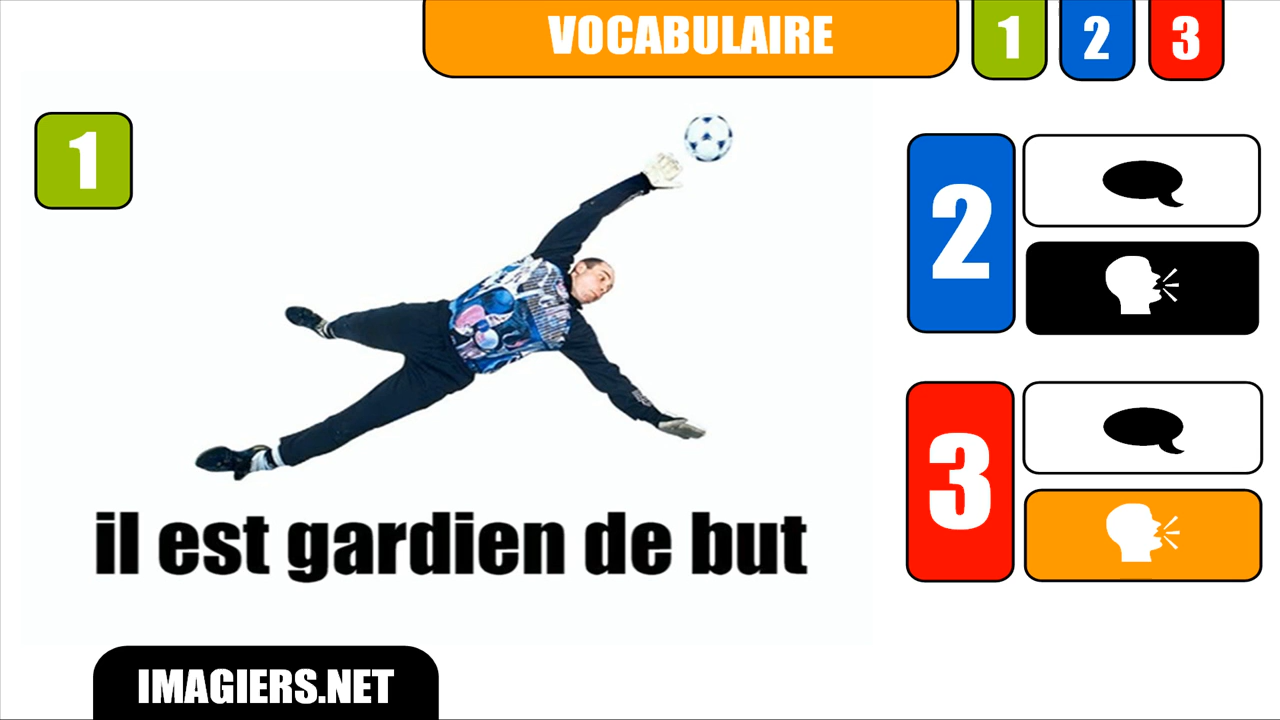 VOCABULAIRE
1 2 3
1
2
3
il est gardien de but
IMAGIERS.NET